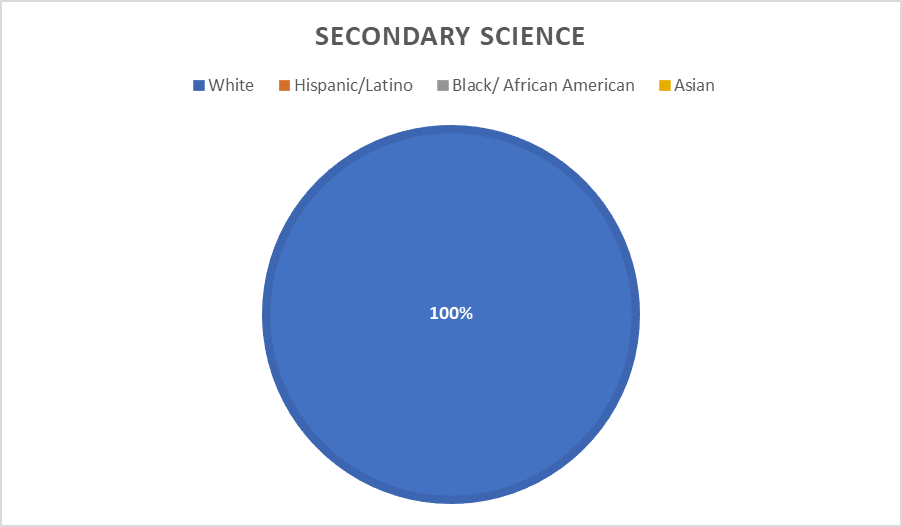 SECONDARY SCIENCE
White Hispanic/Latino Black/ African American Asian
100%